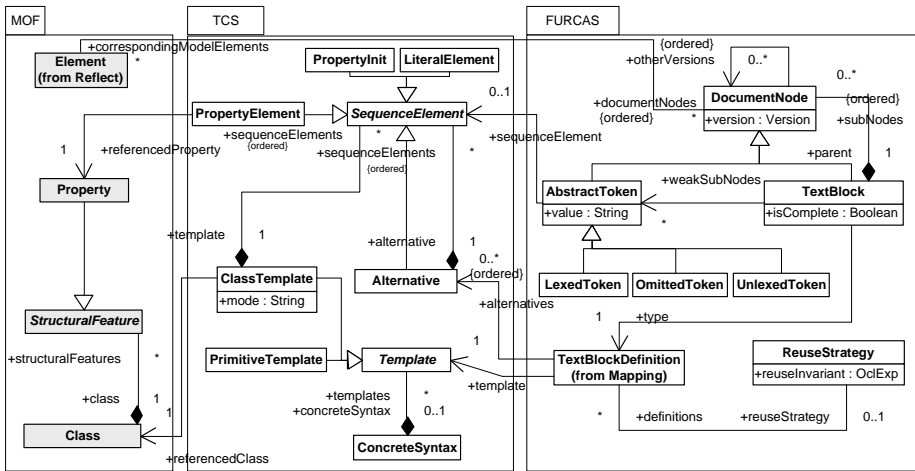 MOF
TCS
FURCAS
Element
(from Reflect)
+correspondingModelElements
*
PropertyInit
LiteralElement
{ordered}
+otherVersions
0..*
0..*
DocumentNode
+version : Version
{ordered}
+subNodes
0..1
+documentNodes
{ordered}
*
PropertyElement
SequenceElement
+sequenceElements
{ordered}
*
+sequenceElements
{ordered}
*
+sequenceElement
1
+referencedProperty
+parent
1
Property
AbstractToken
+value : String
+weakSubNodes
*
TextBlock
+isComplete : Boolean
+template
1
+alternative
1
0..*
{ordered}
ClassTemplate
+mode : String
Alternative
+alternatives
LexedToken
OmittedToken
UnlexedToken
StructuralFeature
1
+type
+structuralFeatures
*
PrimitiveTemplate
Template
1
+template
TextBlockDefinition
(from Mapping)
ReuseStrategy
+reuseInvariant : OclExp
+class
1
1
+templates
*
+concreteSyntax
0..1
*
+definitions
+reuseStrategy
0..1
Class
+referencedClass
ConcreteSyntax